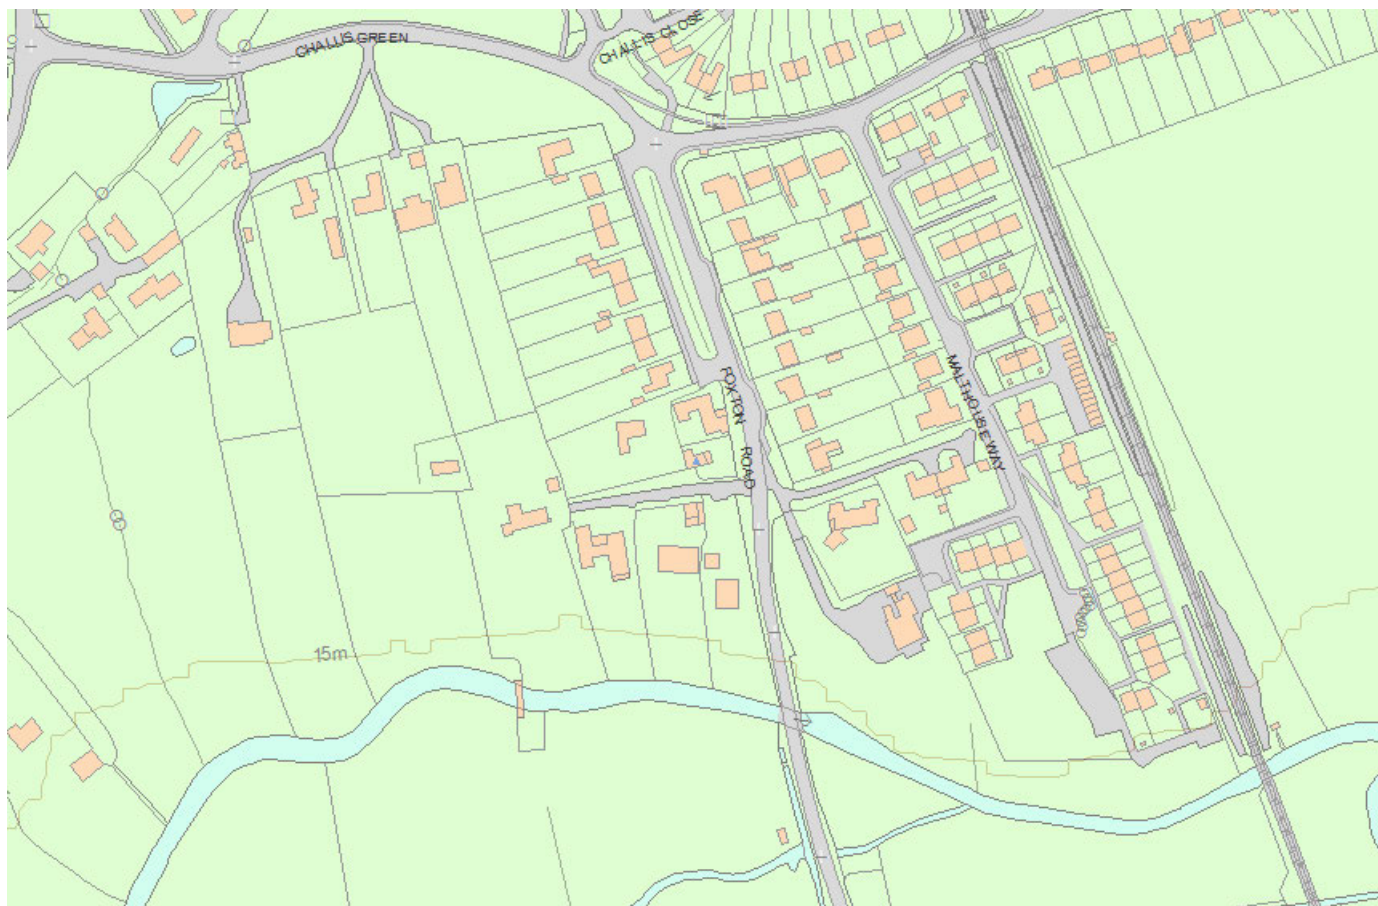 CHALLIS GREEN
CHALLIS CLOSE
FOXTON ROAD
MALTHOUSE WAY
15m